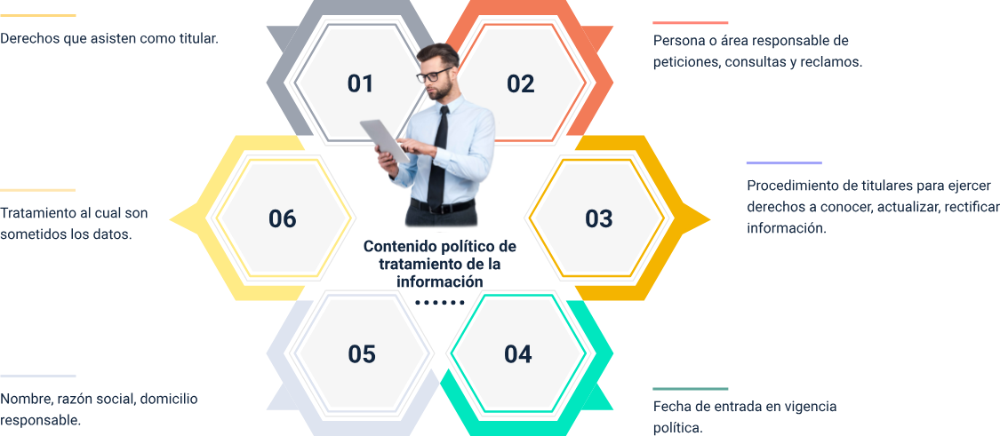 Derechos que asisten como titular.
01
02
Persona o área responsable de
peticiones, consultas y reclamos.
03
Procedimiento de titulares para ejercer
derechos a conocer, actualizar, rectificar
información.
06
Tratamiento al cual son
sometidos los datos.
Contenido político de
tratamiento de la
información
05
Nombre, razón social, domicilio
responsable.
04
Fecha de entrada en vigencia
política.